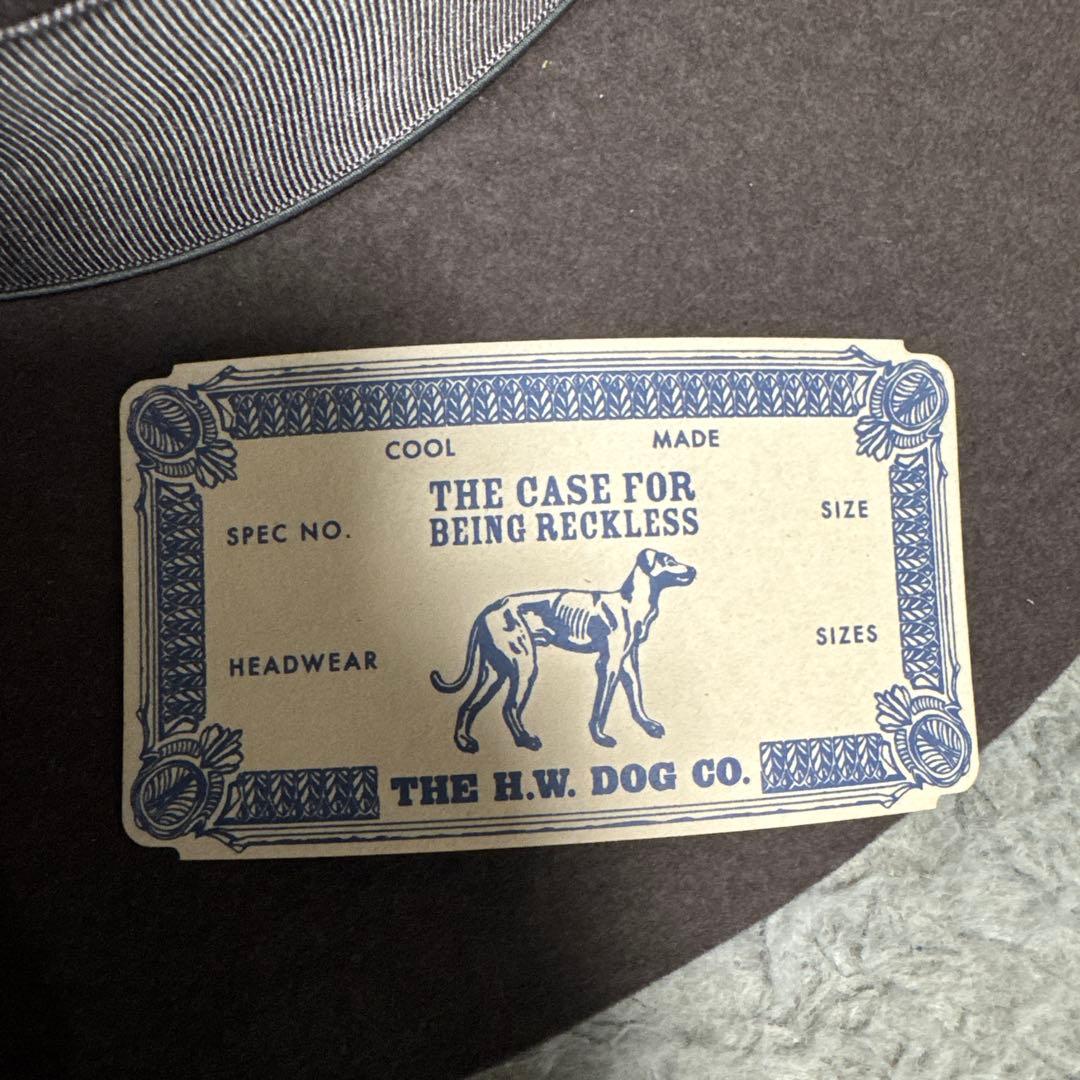 COOL MADE
THE CASE FOR
BEING RECKLESS
SPEC NO. SIZE
HEADWEAR SIZES
THE H.W. DOG CO.